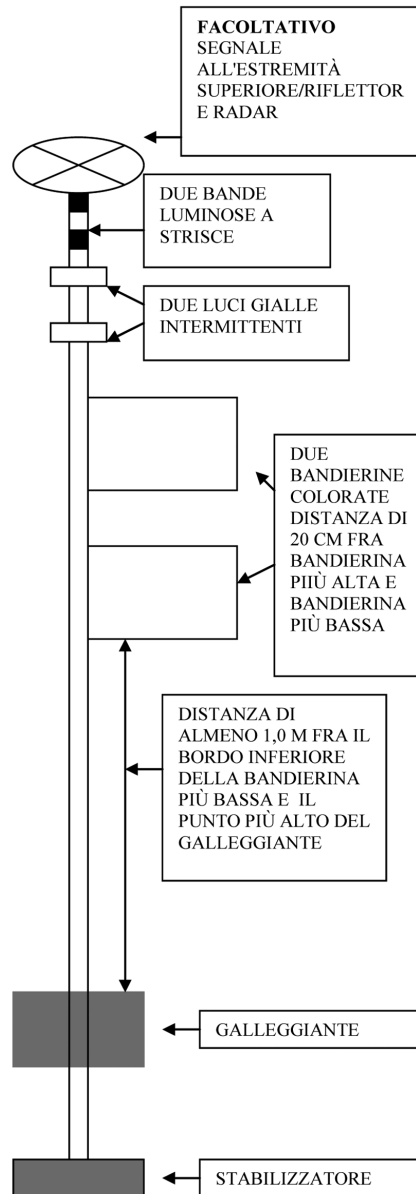 FACOLTATIVO
SEGNALE
ALL'ESTREMITÀ
SUPERIORE/RIFLETTOR
E RADAR
DUE BANDE
LUMINOSE A
STRISCE
DUE LUCI GIALLE
INTERMITTENTI
DUE
BANDIERINE
COLORATE
DISTANZA DI
20 CM FRA
BANDIERINA
PIIÙ ALTA E
BANDIERINA
PIÙ BASSA
DISTANZA DI
ALMENO 1,0 M FRA IL
BORDO INFERIORE
DELLA BANDIERINA
PIÙ BASSA E IL
PUNTO PIÙ ALTO DEL
GALLEGGIANTE
GALLEGGIANTE
STABILIZZATORE